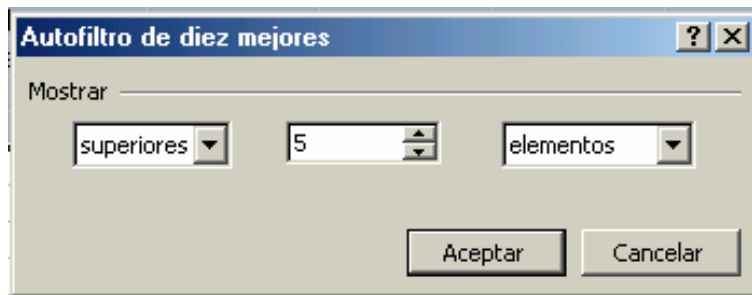 Autofiltro de diez mejores
Mostrar
superiores 5 elementos
Aceptar Cancelar